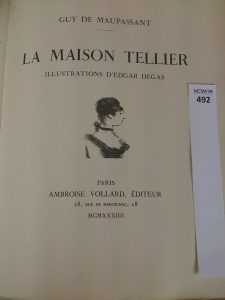 GUY DE MAUPASSANT
LA MAISON TELLIER
ILLUSTRATIONS D'EDGAR DEGAS
METAYER
492
PARIS
AMBROISE VOLLARD, ÉDITEUR
28, RUE DE MARTIGNAC, 28
MCMXXXIIII